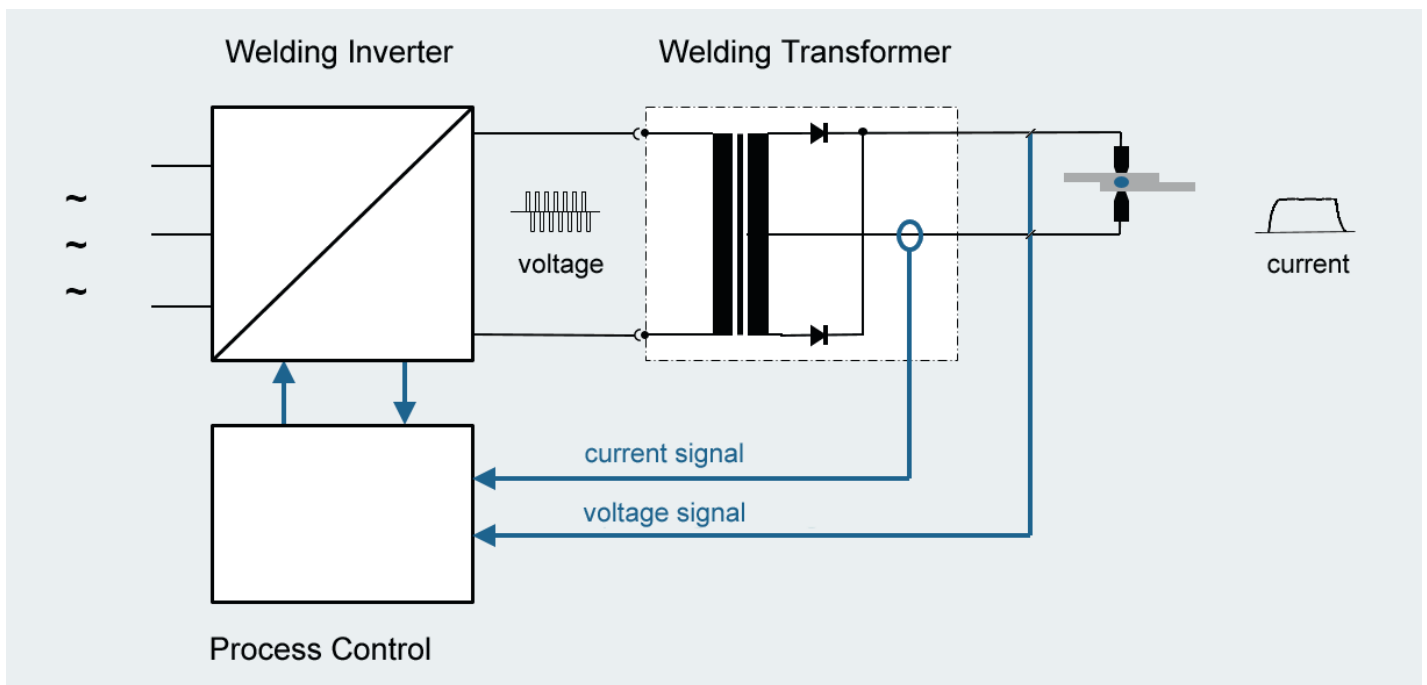 Welding Inverter
Welding Transformer
~
~
~
voltage
current
current signal
voltage signal
Process Control